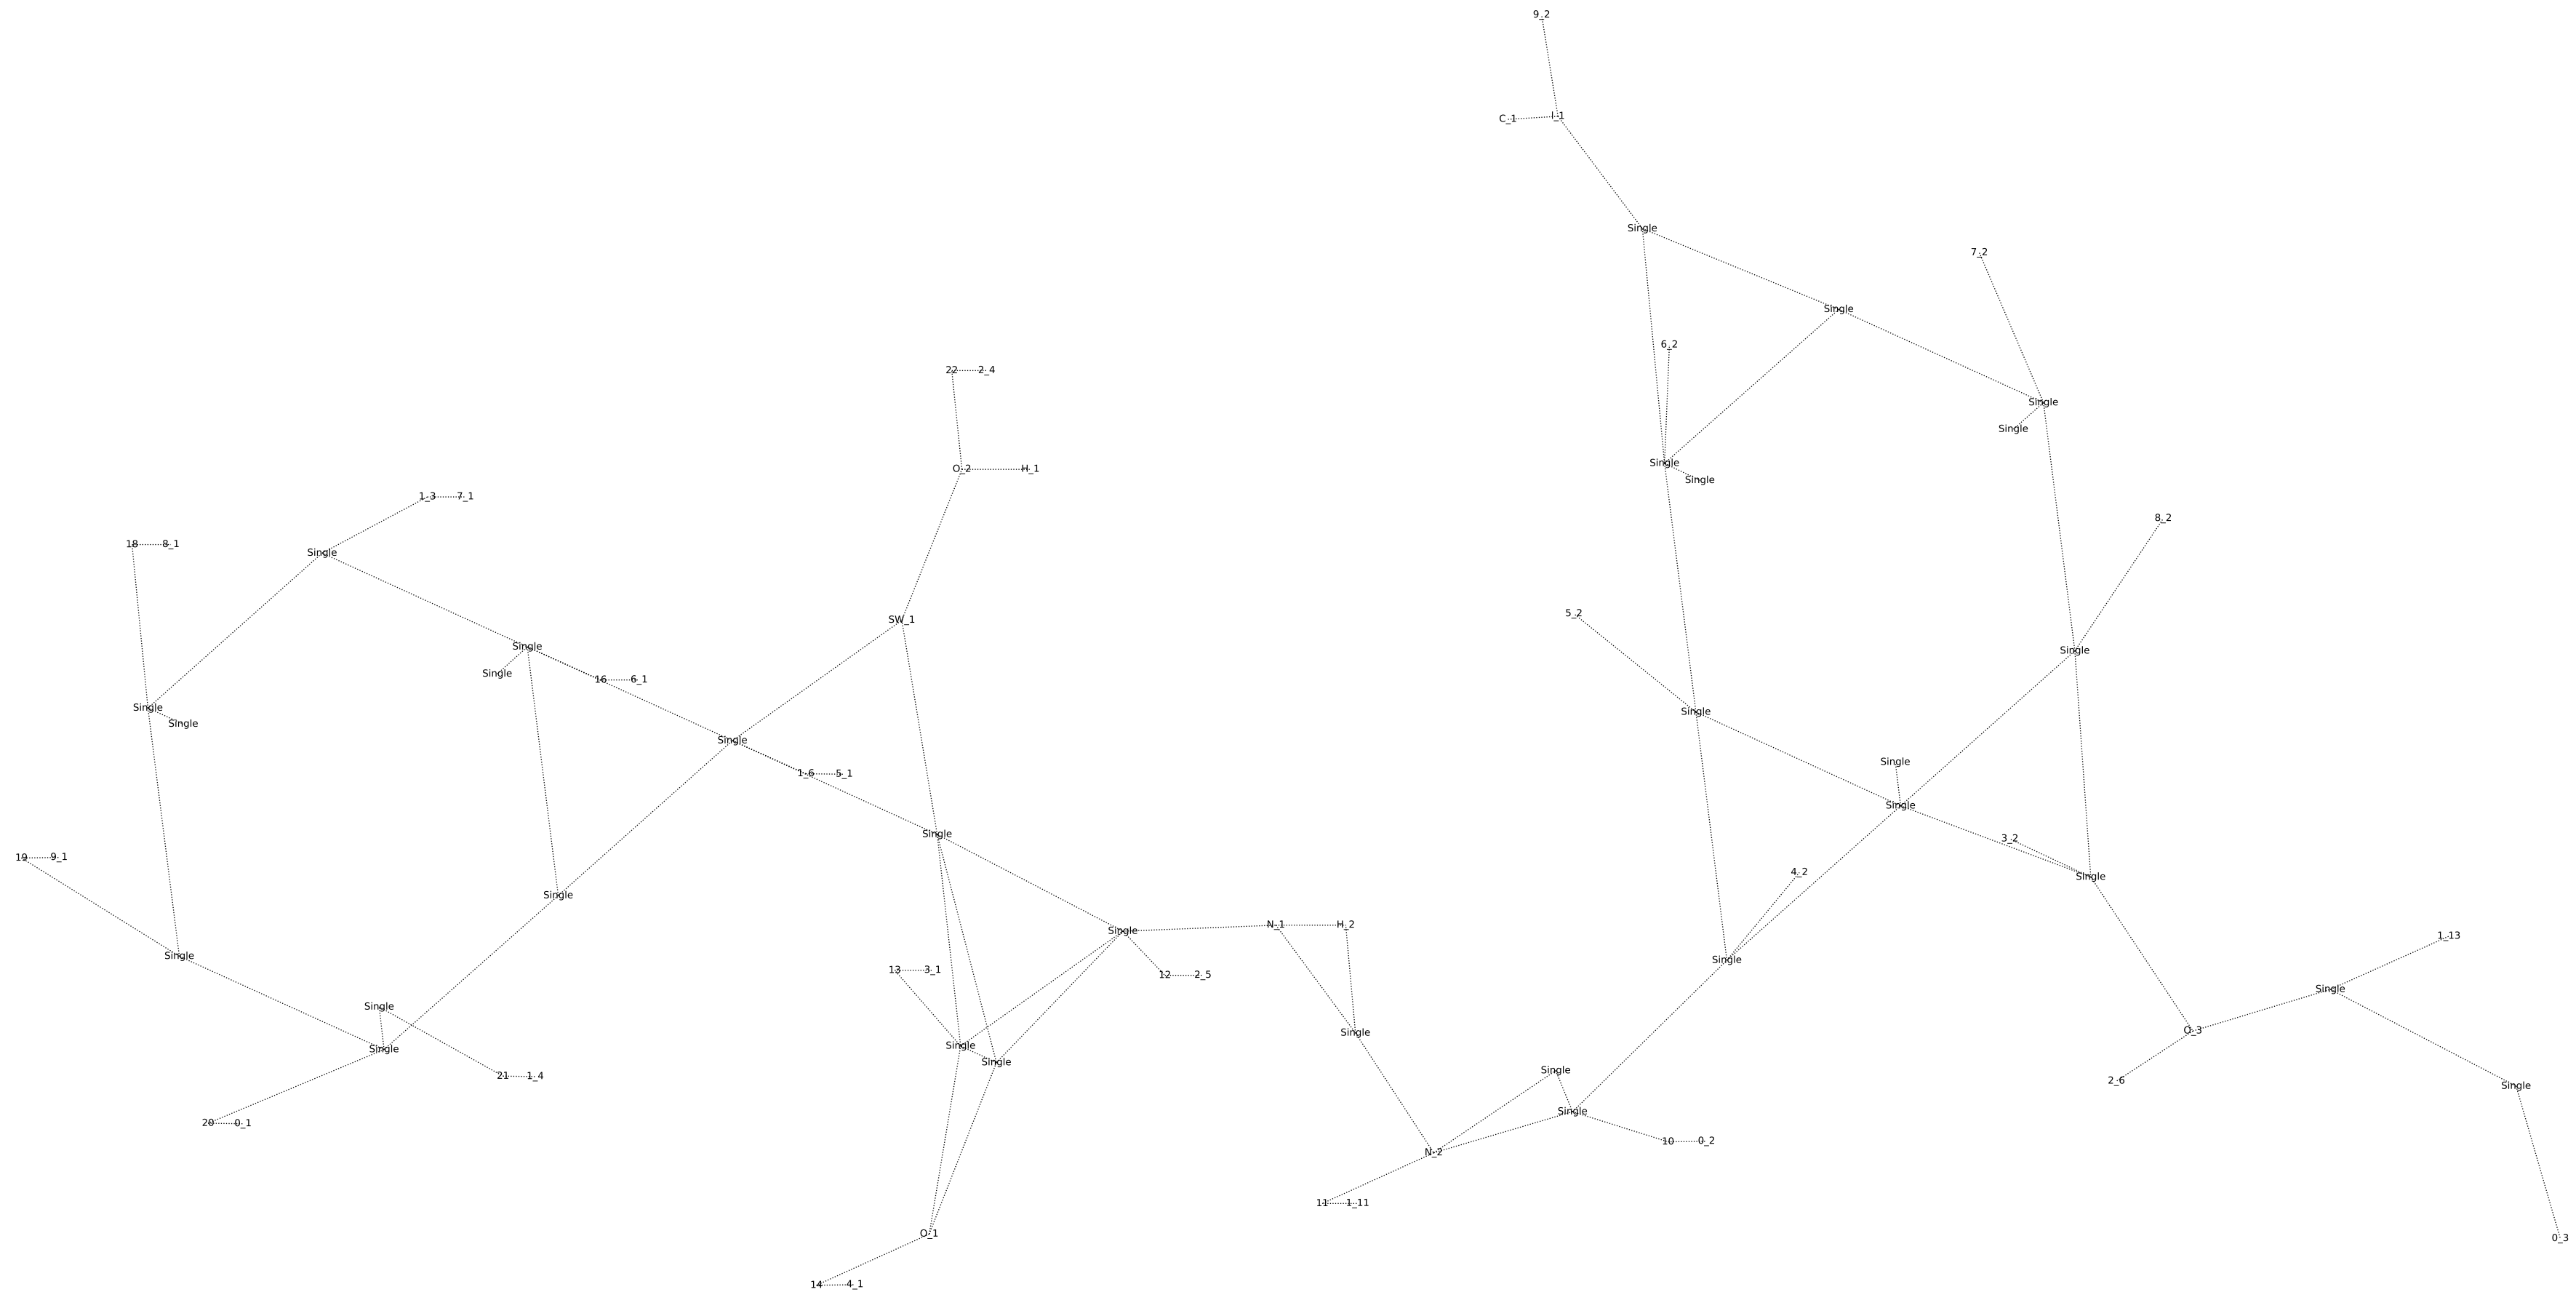 9_2
C_1
I_1
Single
7_2
Single
6_2
22
2_4
Single
Single
O_2
H_1
Single
Single
1_3
7_1
8_2
18
8_1
Single
5_2
SW_1
Single
Single
Single
16
6_1
Single
Single
Single
Single
Single
1_6
5_1
Single
Single
3_2
19
9_1
4_2
Single
Single
N_1
H_2
Single
1_13
Single
Single
13
3_1
12
2_5
Single
Single
Single
O_3
Single
Single
Single
Single
21
1_4
2_6
Single
Single
20
0_1
10
0_2
N_2
11
1_11
O_1
0_3
14
4_1